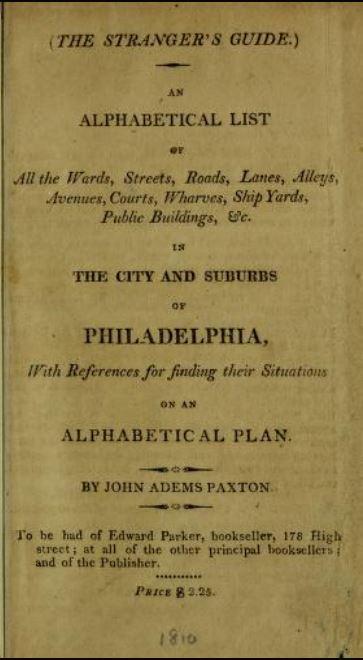 (THE STRANGER'S GUIDE.)
AN
ALPHABETICAL LIST
OF
All the Wards, Streets, Roads, Lanes, Alleys,
Avenues, Courts, Wharves, Ship Yards,
Public Buildings, &c.
IN
THE CITY AND SUBURBS
OF
PHILADELPHIA,
With References for finding their Situations
ON AN
ALPHABETICAL PLAN.
BY JOHN ADEMS PAXTON.
To be had of Edward Parker, bookseller, 178 High
street; at all of the other principal booksellers;
and of the Publisher.
PRICE $ 2.25.
1810